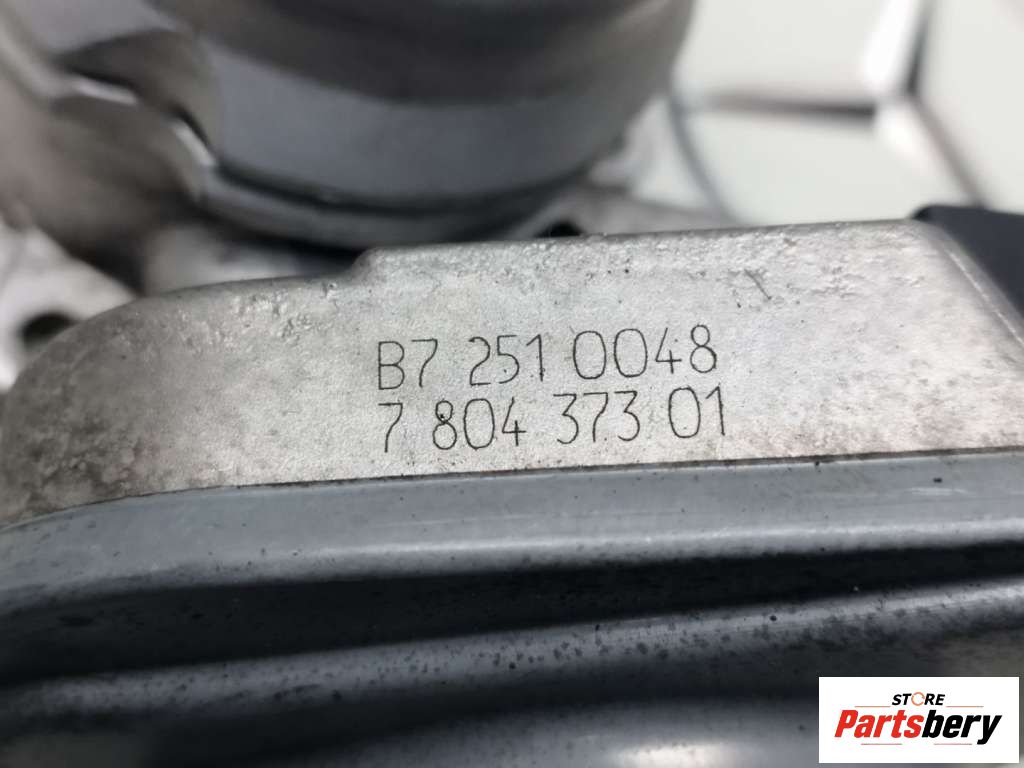 B7 251 0048
7 804 373 01
STORE
Partsbery